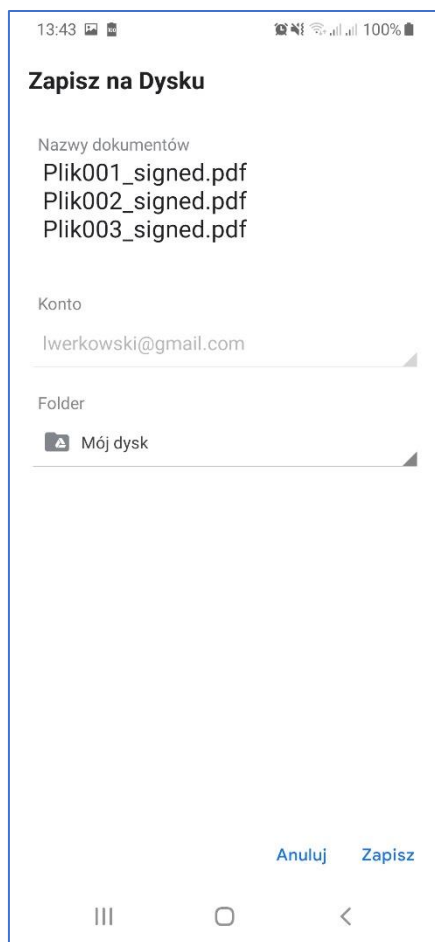 13:43 100%
Zapisz na Dysku
Nazwy dokumentów
Plik001_signed.pdf
Plik002_signed.pdf
Plik003_signed.pdf
Konto
lwerkowski@gmail.com
Folder
Mój dysk
Anuluj Zapisz